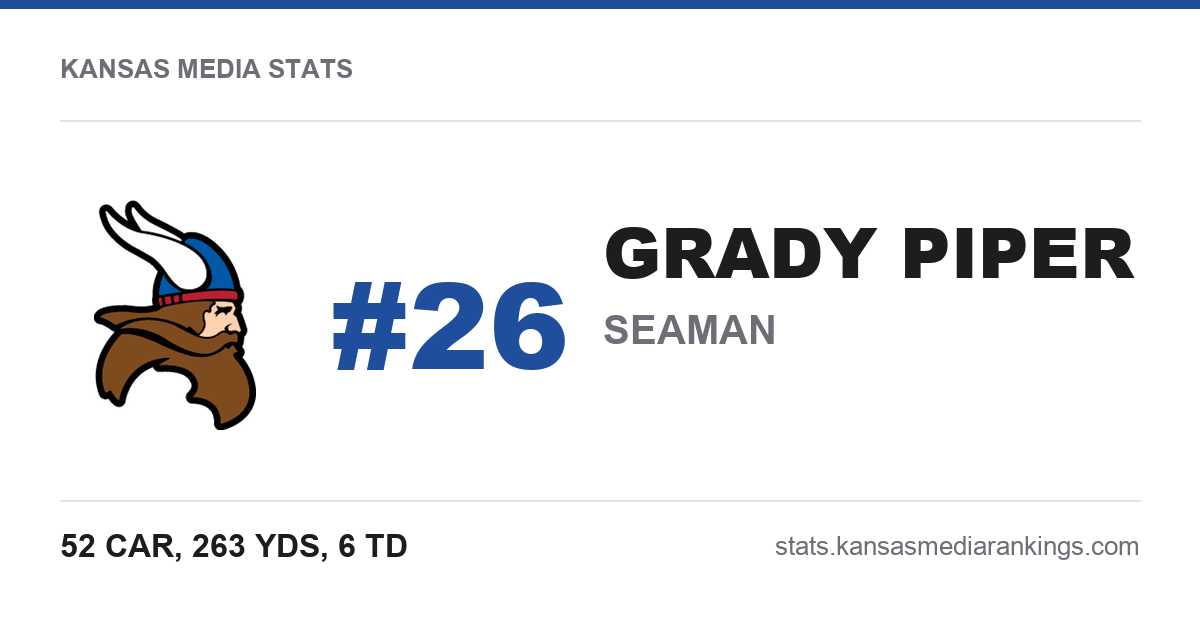 KANSAS MEDIA STATS
#26
GRADY PIPER
SEAMAN
52 CAR, 263 YDS, 6 TD
stats.kansasmediarankings.com